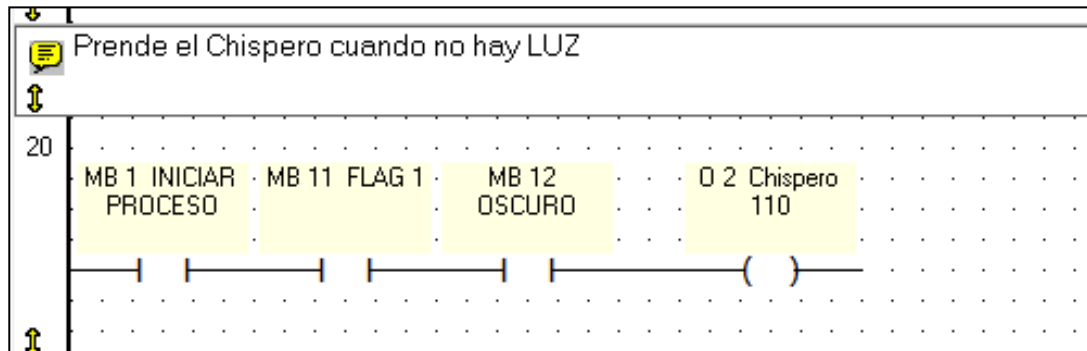 Prende el Chispero cuando no hay LUZ
20
MB 1 INICIAR PROCESO
MB 11 FLAG 1
MB 12 OSCURO
O 2 Chispero 110